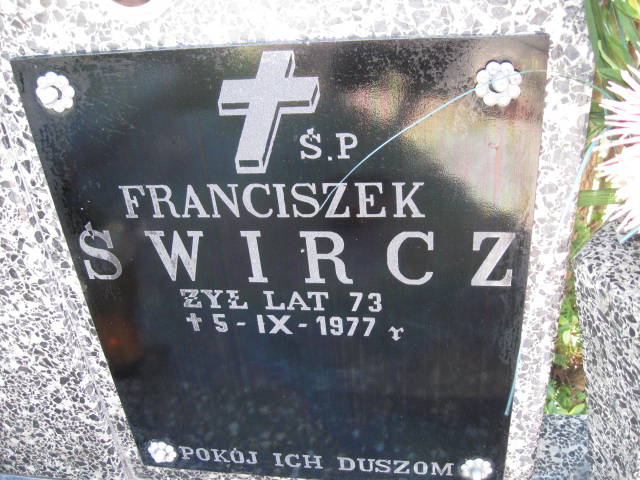 Ś.P
FRANCISZEK
ŚWIRCZ
ŻYŁ LAT 73
✝ 5-IX-1977 r
POKÓJ ICH DUSZOM